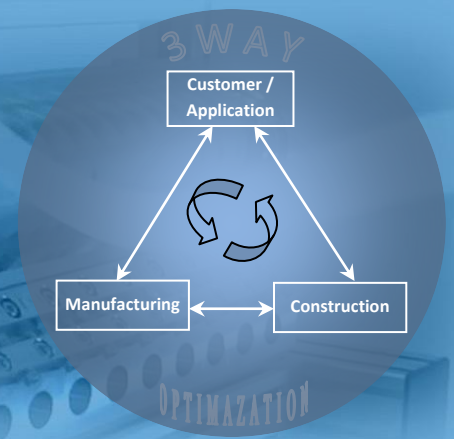 3WAY
Customer /
Application
Manufacturing
Construction
OPTIMAZATION